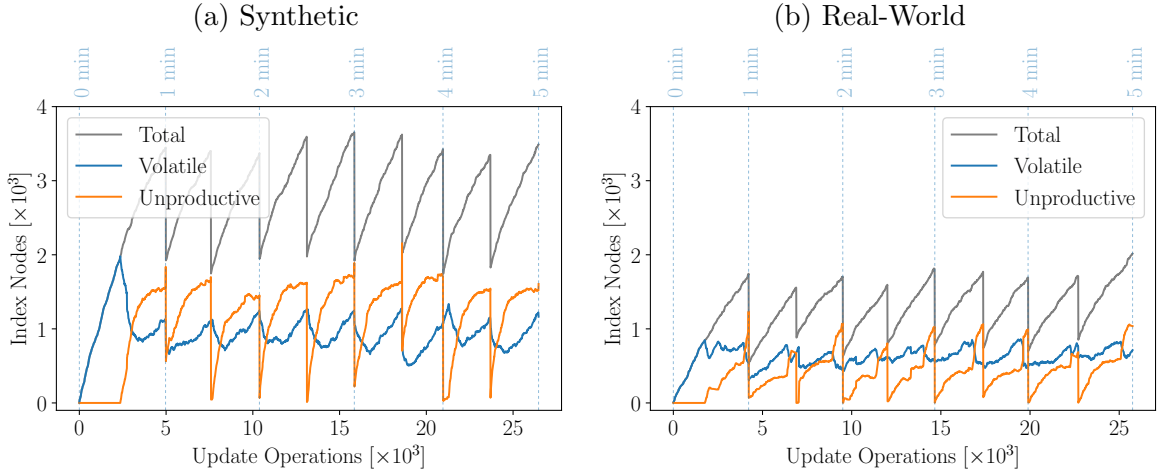 (a) Synthetic
0 min
1 min
2 min
3 min
4 min
5 min
Index Nodes [×10³]
4
3
2
1
0
Total
Volatile
Unproductive
0
5
10
15
20
25
Update Operations [×10³]
(b) Real-World
0 min
1 min
2 min
3 min
4 min
5 min
Index Nodes [×10³]
4
3
2
1
0
Total
Volatile
Unproductive
0
5
10
15
20
25
Update Operations [×10³]